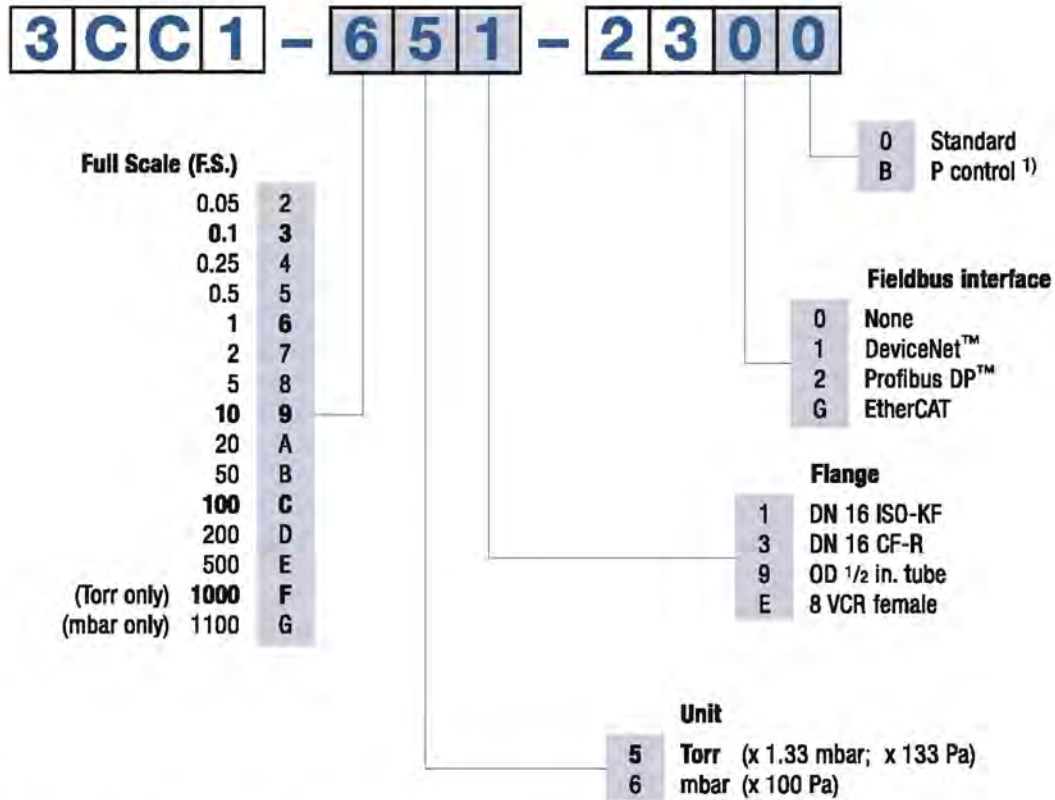 3CC1 - 651 - 2300
0 Standard
B P control 1)
Full Scale (F.S.)
0.05 2
0.1 3
0.25 4
0.5 5
1 6
2 7
5 8
10 9
20 A
50 B
100 C
200 D
500 E
(Torr only) 1000 F
(mbar only) 1100 G
Fieldbus interface
0 None
1 DeviceNet™
2 Profibus DP™
G EtherCAT
Flange
1 DN 16 ISO-KF
3 DN 16 CF-R
9 OD 1/2 in. tube
E 8 VCR female
Unit
5 Torr (x 1.33 mbar; x 133 Pa)
6 mbar (x 100 Pa)